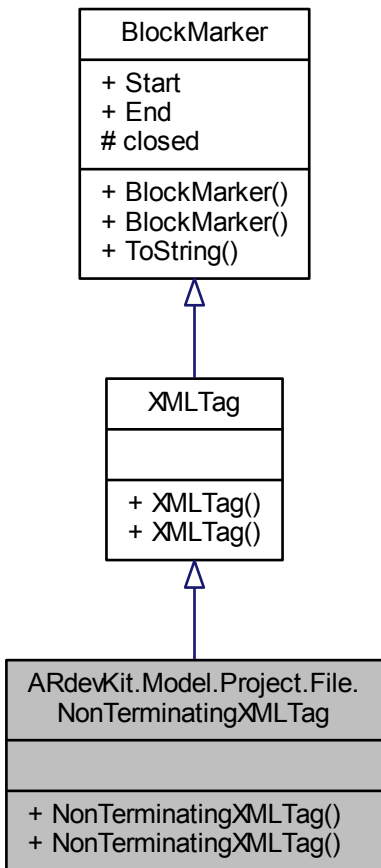 BlockMarker
+ Start
+ End
# closed
+ BlockMarker()
+ BlockMarker()
+ ToString()
XMLTag
+ XMLTag()
+ XMLTag()
ARdevKit.Model.Project.File.
NonTerminatingXMLTag
+ NonTerminatingXMLTag()
+ NonTerminatingXMLTag()